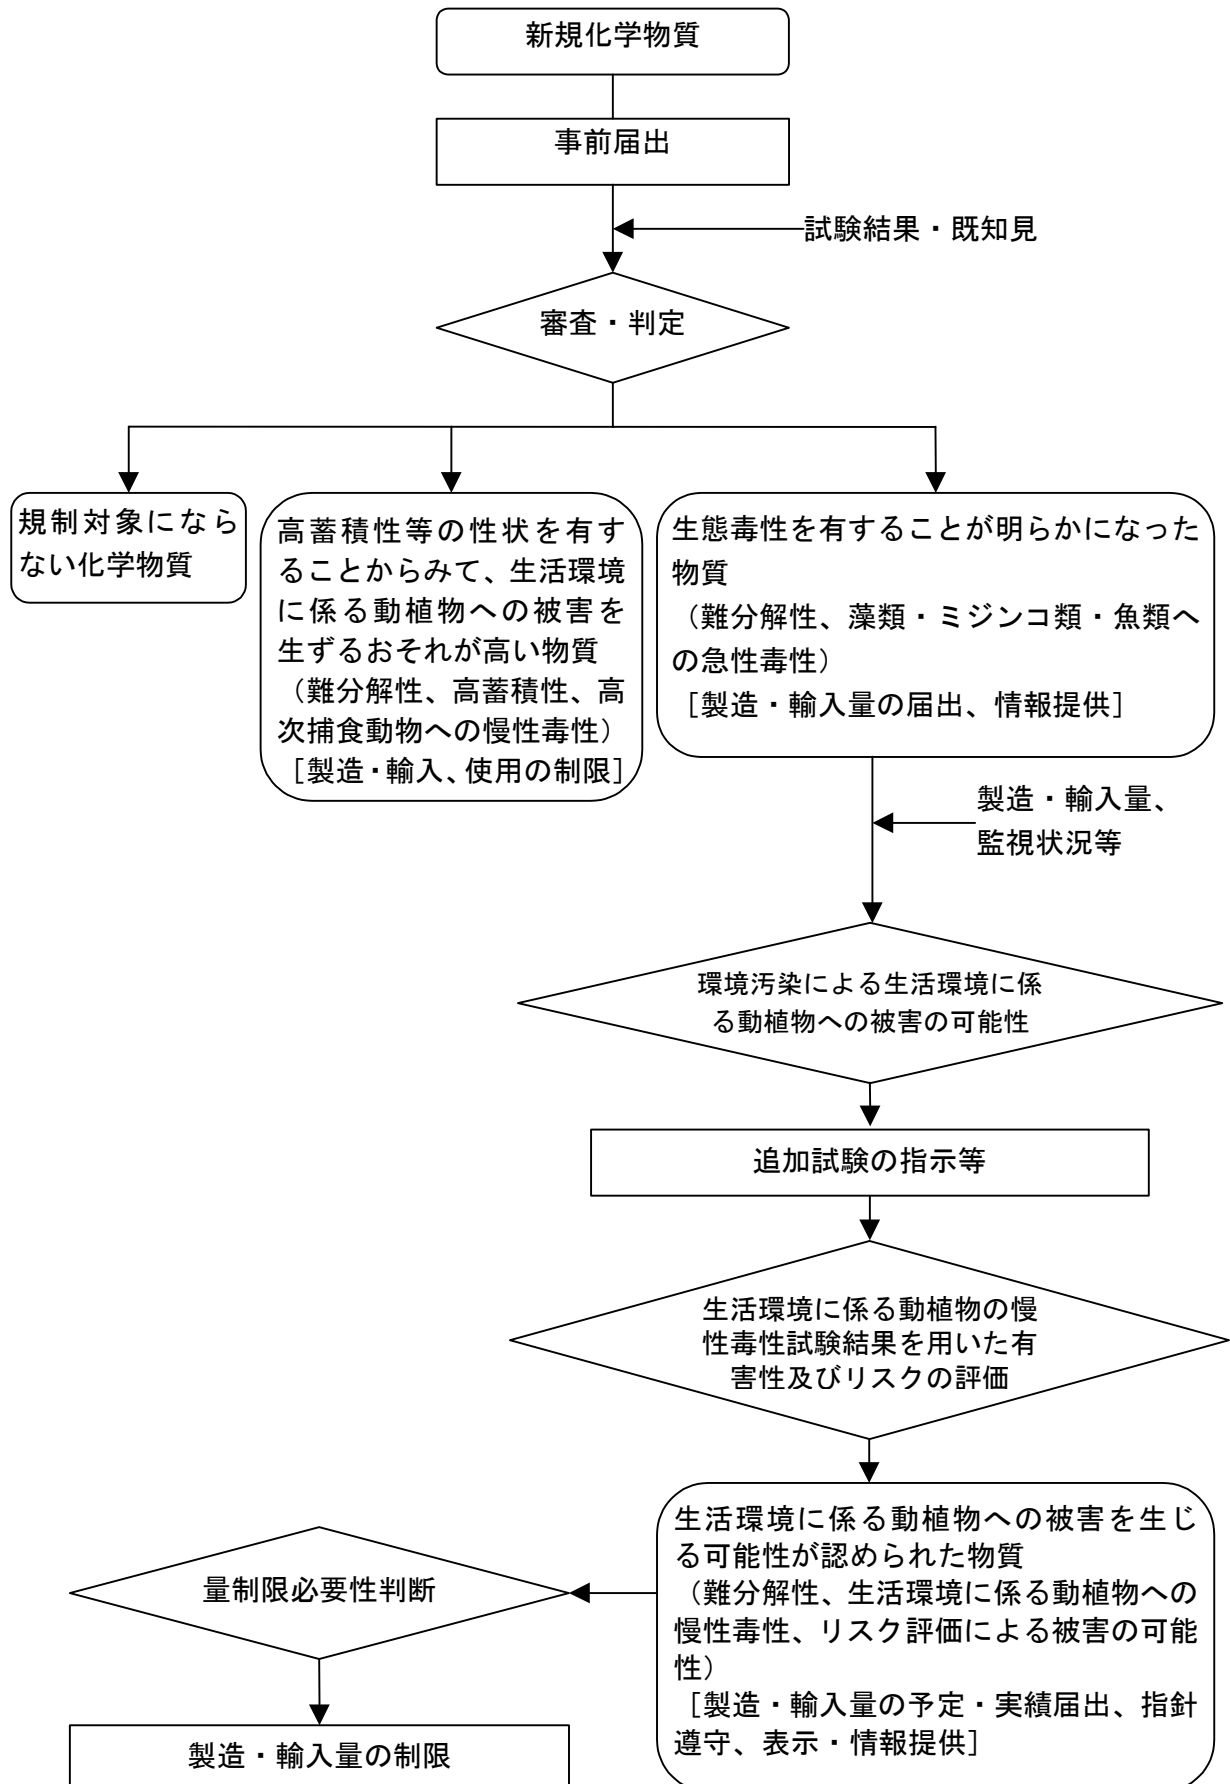 新規化学物質
事前届出
試験結果・既知見
審査・判定
規制対象になら
ない化学物質
高蓄積性等の性状を有す
ることからみて、生活環境
に係る動植物への被害を
生ずるおそれが高い物質
（難分解性、高蓄積性、高
次捕食動物への慢性毒性）
［製造・輸入、使用の制限］
生態毒性を有することが明らかになった
物質
（難分解性、藻類・ミジンコ類・魚類へ
の急性毒性）
［製造・輸入量の届出、情報提供］
製造・輸入量、
監視状況等
環境汚染による生活環境に係
る動植物への被害の可能性
追加試験の指示等
生活環境に係る動植物の慢
性毒性試験結果を用いた有
害性及びリスクの評価
生活環境に係る動植物への被害を生じ
る可能性が認められた物質
（難分解性、生活環境に係る動植物への
慢性毒性、リスク評価による被害の可能
性）
［製造・輸入量の予定・実績届出、指針
遵守、表示・情報提供］
量制限必要性判断
製造・輸入量の制限